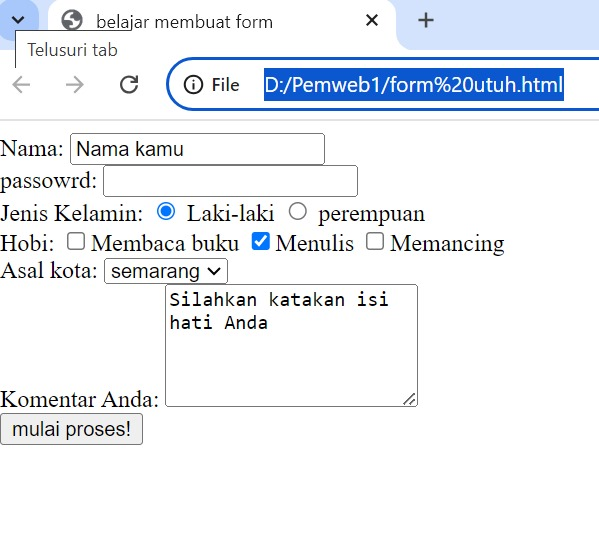 belajar membuat form
Telusuri tab
File D:/Pemweb1/form%20utuh.html
Nama: Nama kamu
passowrd:
Jenis Kelamin: Laki-laki perempuan
Hobi: Membaca buku Menulis Memancing
Asal kota: semarang
Silahkan katakan isi
hati Anda
Komentar Anda:
mulai proses!